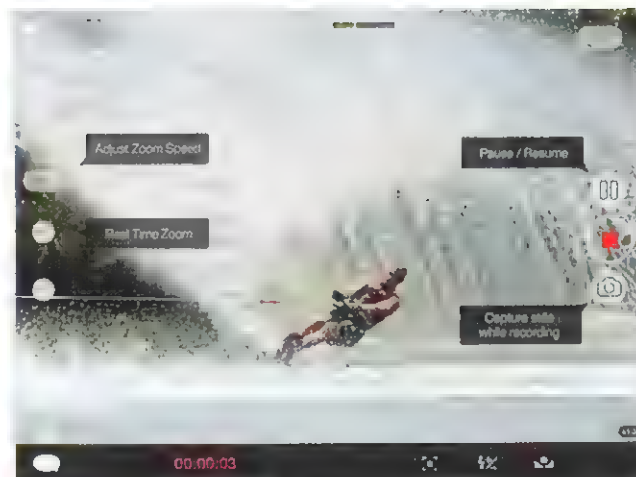 Adjust Zoom Speed
Pause / Resume
Real Time Zoom
Capture stills
while recording
00:00:03